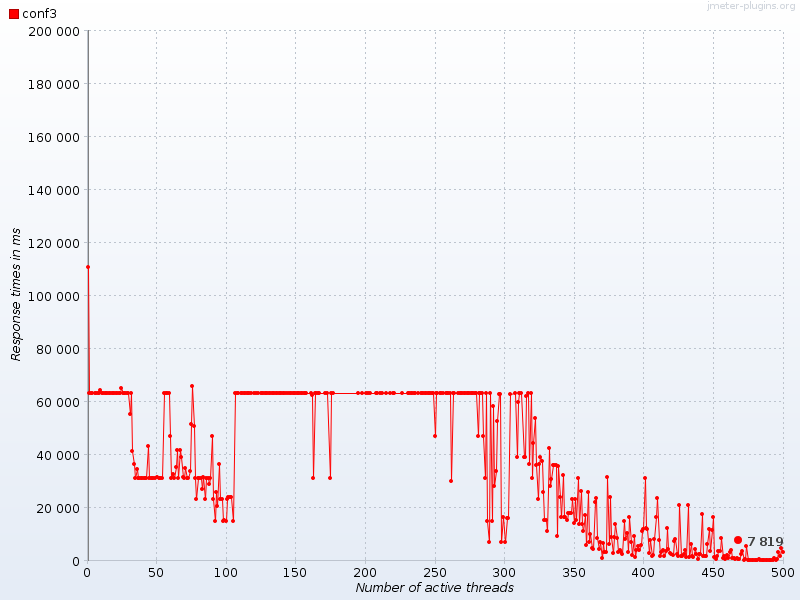 jmeter-plugins.org
conf3
200 000
180 000
160 000
140 000
120 000
100 000
80 000
60 000
40 000
20 000
0
Response times in ms
7 819
0 50 100 150 200 250 300 350 400 450 500
Number of active threads